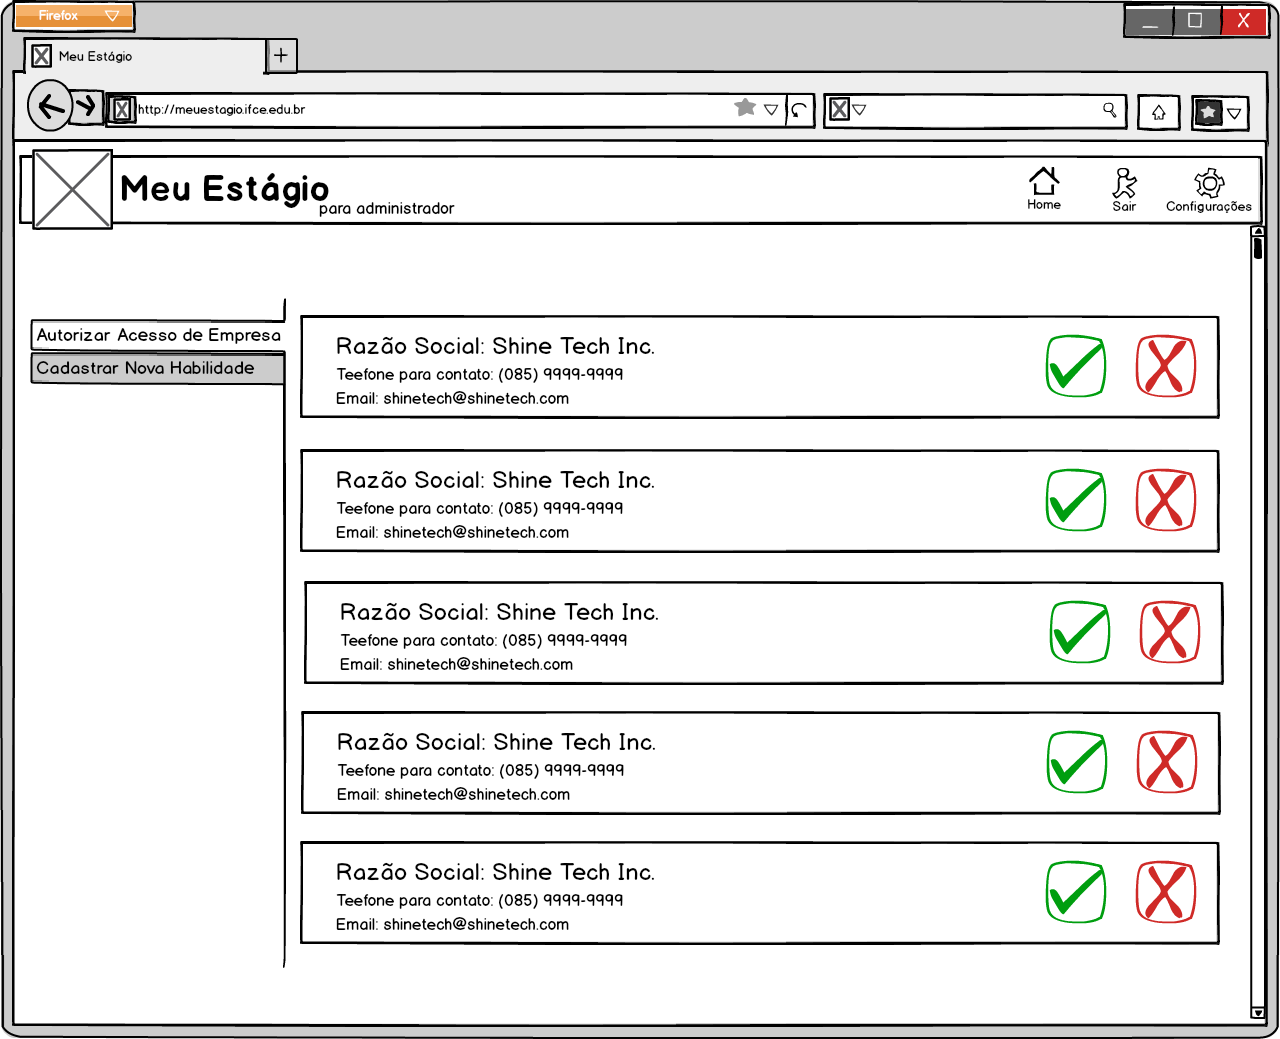 Firefox
Meu Estágio
http://meuestagio.ifce.edu.br
Meu Estágio
para administrador
Home
Sair
Configurações
Autorizar Acesso de Empresa
Cadastrar Nova Habilidade
Razão Social: Shine Tech Inc.
Teefone para contato: (085) 9999-9999
Email: shinetech@shinetech.com
Razão Social: Shine Tech Inc.
Teefone para contato: (085) 9999-9999
Email: shinetech@shinetech.com
Razão Social: Shine Tech Inc.
Teefone para contato: (085) 9999-9999
Email: shinetech@shinetech.com
Razão Social: Shine Tech Inc.
Teefone para contato: (085) 9999-9999
Email: shinetech@shinetech.com
Razão Social: Shine Tech Inc.
Teefone para contato: (085) 9999-9999
Email: shinetech@shinetech.com